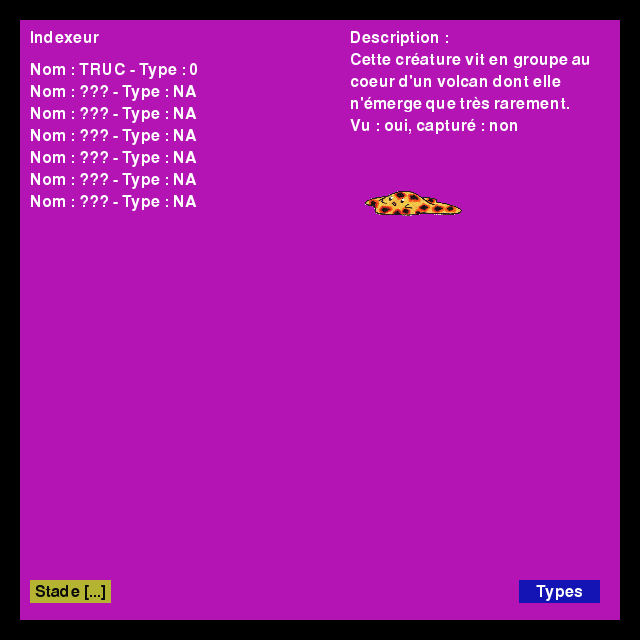 Indexeur
Nom : TRUC - Type : 0
Nom : ??? - Type : NA
Nom : ??? - Type : NA
Nom : ??? - Type : NA
Nom : ??? - Type : NA
Nom : ??? - Type : NA
Nom : ??? - Type : NA
Description :
Cette créature vit en groupe au
coeur d'un volcan dont elle
n'émerge que très rarement.
Vu : oui, capturé : non
Stade [...]
Types